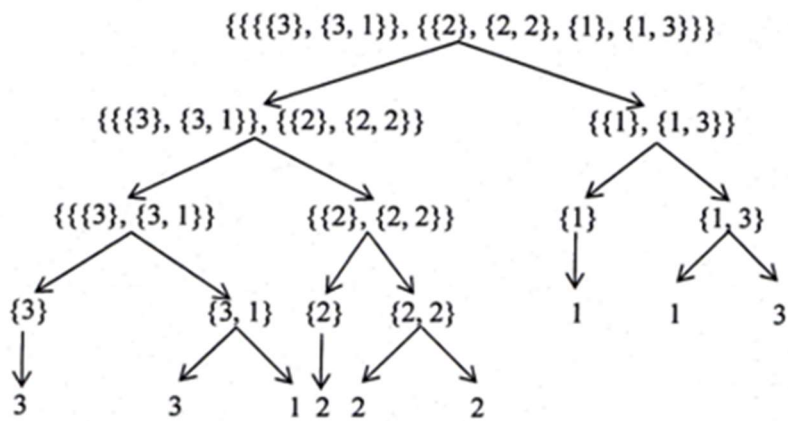 {{{{3}, {3, 1}}, {{2}, {2, 2}, {1}, {1, 3}}}
{{{3}, {3, 1}}, {{2}, {2, 2}} {{1}, {1, 3}}
{{{3}, {3, 1}} {{2}, {2, 2}} {1} {1, 3}
{3} {3, 1} {2} {2, 2} 1 1 3
3 3 1 2 2 2